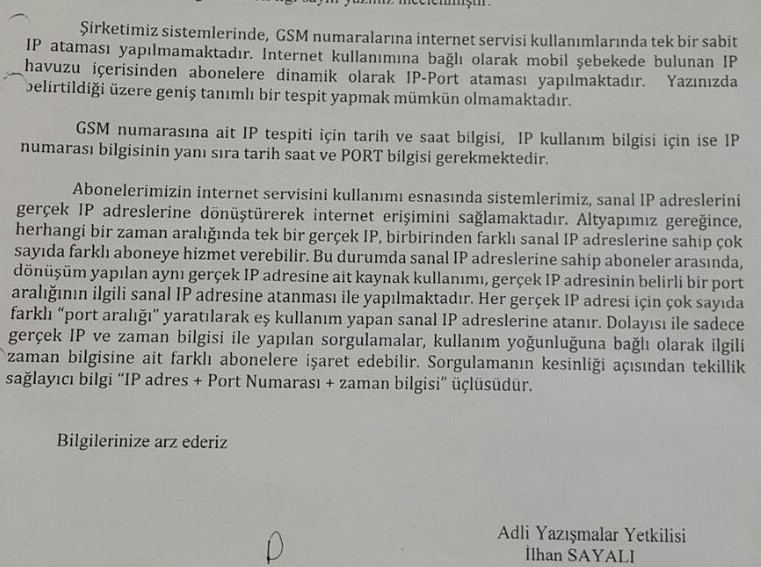 yazımız incelenmiştir.
Şirketimiz sistemlerinde, GSM numaralarına internet servisi kullanımlarında tek bir sabit
IP ataması yapılmamaktadır. Internet kullanımına bağlı olarak mobil şebekede bulunan IP
havuzu içerisinden abonelere dinamik olarak IP-Port ataması yapılmaktadır. Yazınızda
belirtildiği üzere geniş tanımlı bir tespit yapmak mümkün olmamaktadır.
GSM numarasına ait IP tespiti için tarih ve saat bilgisi, IP kullanım bilgisi için ise IP
numarası bilgisinin yanı sıra tarih saat ve PORT bilgisi gerekmektedir.
Abonelerimizin internet servisini kullanımı esnasında sistemlerimiz, sanal IP adreslerini
gerçek IP adreslerine dönüştürerek internet erişimini sağlamaktadır. Altyapımız gereğince,
herhangi bir zaman aralığında tek bir gerçek IP, birbirinden farklı sanal IP adreslerine sahip çok
sayıda farklı aboneye hizmet verebilir. Bu durumda sanal IP adreslerine sahip aboneler arasında,
dönüşüm yapılan aynı gerçek IP adresine ait kaynak kullanımı, gerçek IP adresinin belirli bir port
aralığının ilgili sanal IP adresine atanması ile yapılmaktadır. Her gerçek IP adresi için çok sayıda
farklı “port aralığı” yaratılarak eş kullanım yapan sanal IP adreslerine atanır. Dolayısı ile sadece
gerçek IP ve zaman bilgisi ile yapılan sorgulamalar, kullanım yoğunluğuna bağlı olarak ilgili
zaman bilgisine ait farklı abonelere işaret edebilir. Sorgulamanın kesinliği açısından tekillik
sağlayıcı bilgi “IP adres + Port Numarası + zaman bilgisi” üçlüsüdür.
Bilgilerinize arz ederiz
Adli Yazışmalar Yetkilisi
İlhan SAYALI